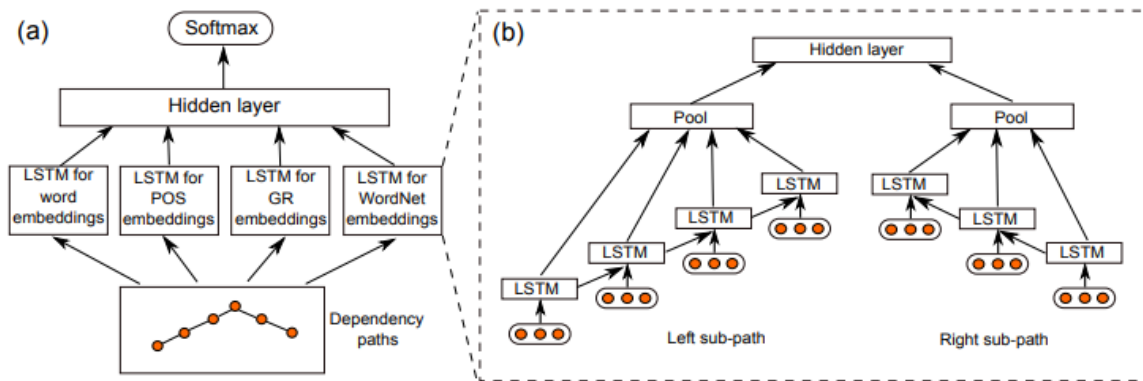 (a)
Softmax
Hidden layer
LSTM for
word
embeddings
LSTM for
POS
embeddings
LSTM for
GR
embeddings
LSTM for
WordNet
embeddings
Dependency
paths
(b)
Hidden layer
Pool
Pool
LSTM
LSTM
LSTM
LSTM
LSTM
LSTM
LSTM
Left sub-path
Right sub-path